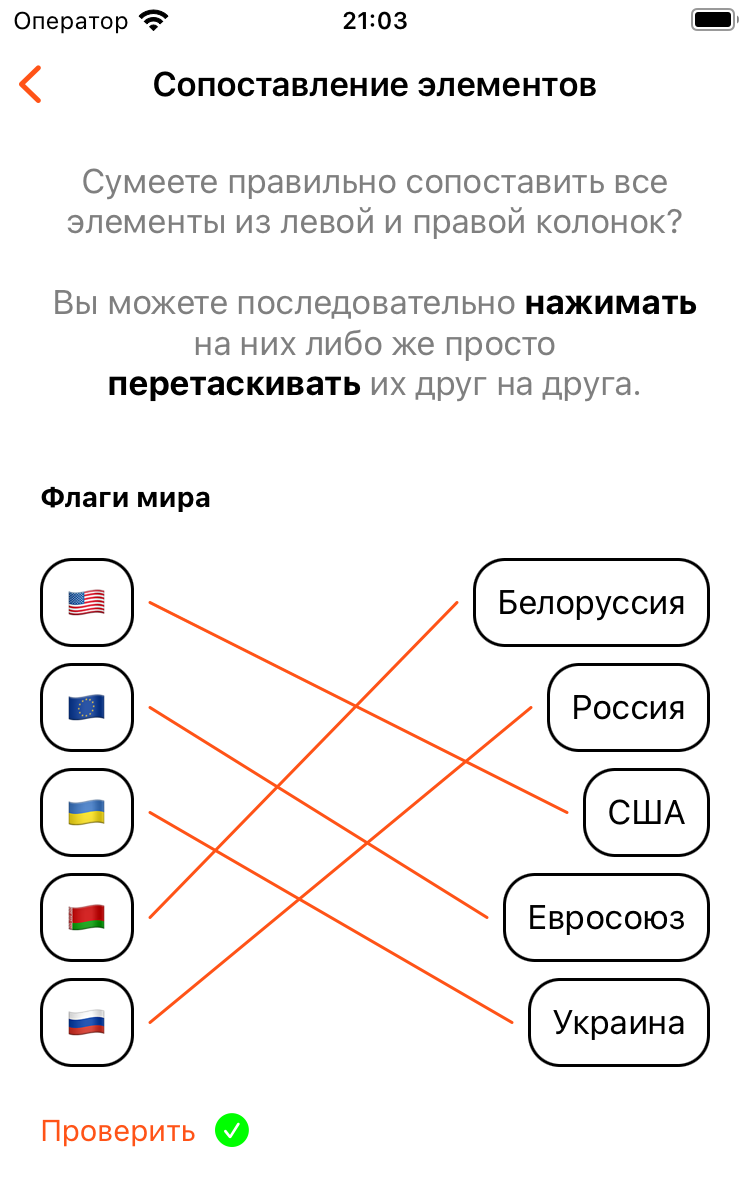 Оператор 21:03
Сопоставление элементов
Сумеете правильно сопоставить все
элементы из левой и правой колонок?
Вы можете последовательно нажимать
на них либо же просто
перетаскивать их друг на друга.
Флаги мира
Белоруссия
Россия
США
Евросоюз
Украина
Проверить